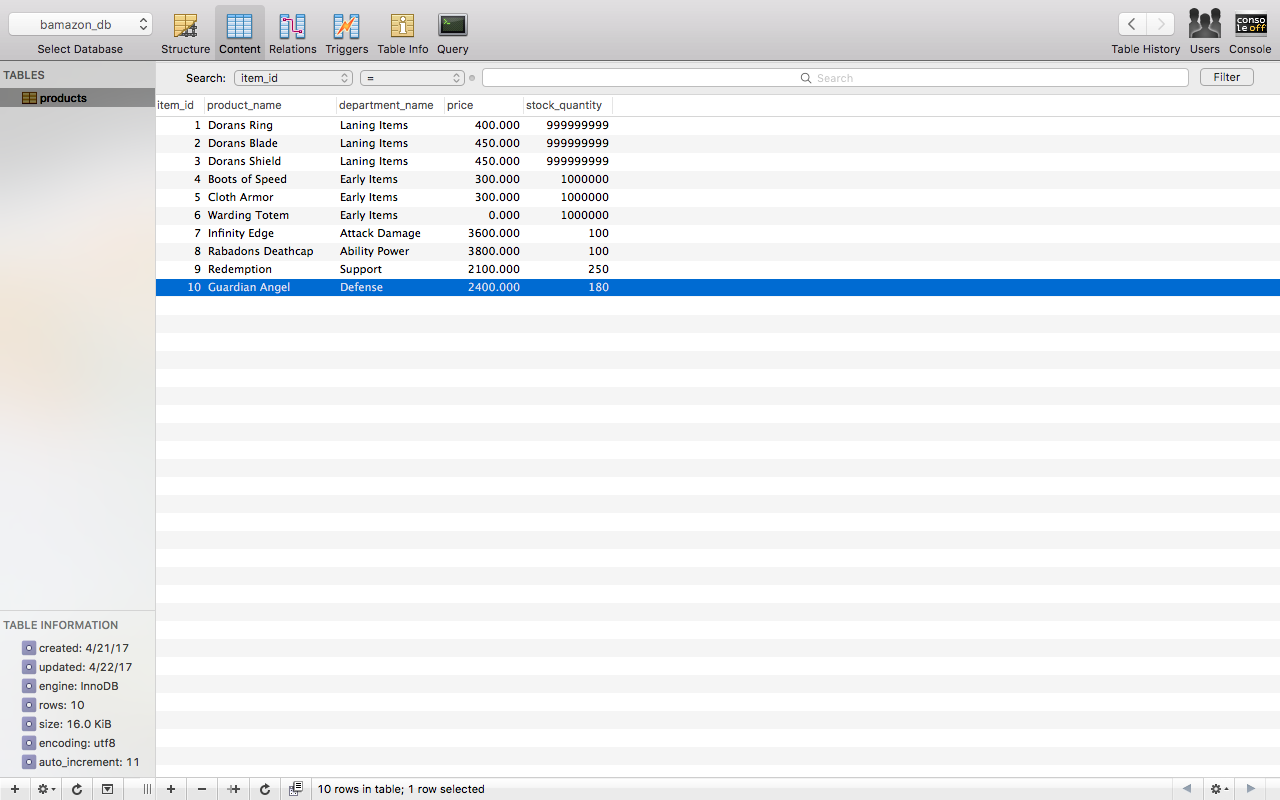 bamazon_db
Select Database Structure Content Relations Triggers Table Info Query Table History Users Console
conso
le off
TABLES
products
Search: item_id = Search Filter
item_id product_name department_name price stock_quantity
1 Dorans Ring Laning Items 400.000 999999999
2 Dorans Blade Laning Items 450.000 999999999
3 Dorans Shield Laning Items 450.000 999999999
4 Boots of Speed Early Items 300.000 1000000
5 Cloth Armor Early Items 300.000 1000000
6 Warding Totem Early Items 0.000 1000000
7 Infinity Edge Attack Damage 3600.000 100
8 Rabadons Deathcap Ability Power 3800.000 100
9 Redemption Support 2100.000 250
10 Guardian Angel Defense 2400.000 180
TABLE INFORMATION
created: 4/21/17
updated: 4/22/17
engine: InnoDB
rows: 10
size: 16.0 KiB
encoding: utf8
auto_increment: 11
10 rows in table; 1 row selected